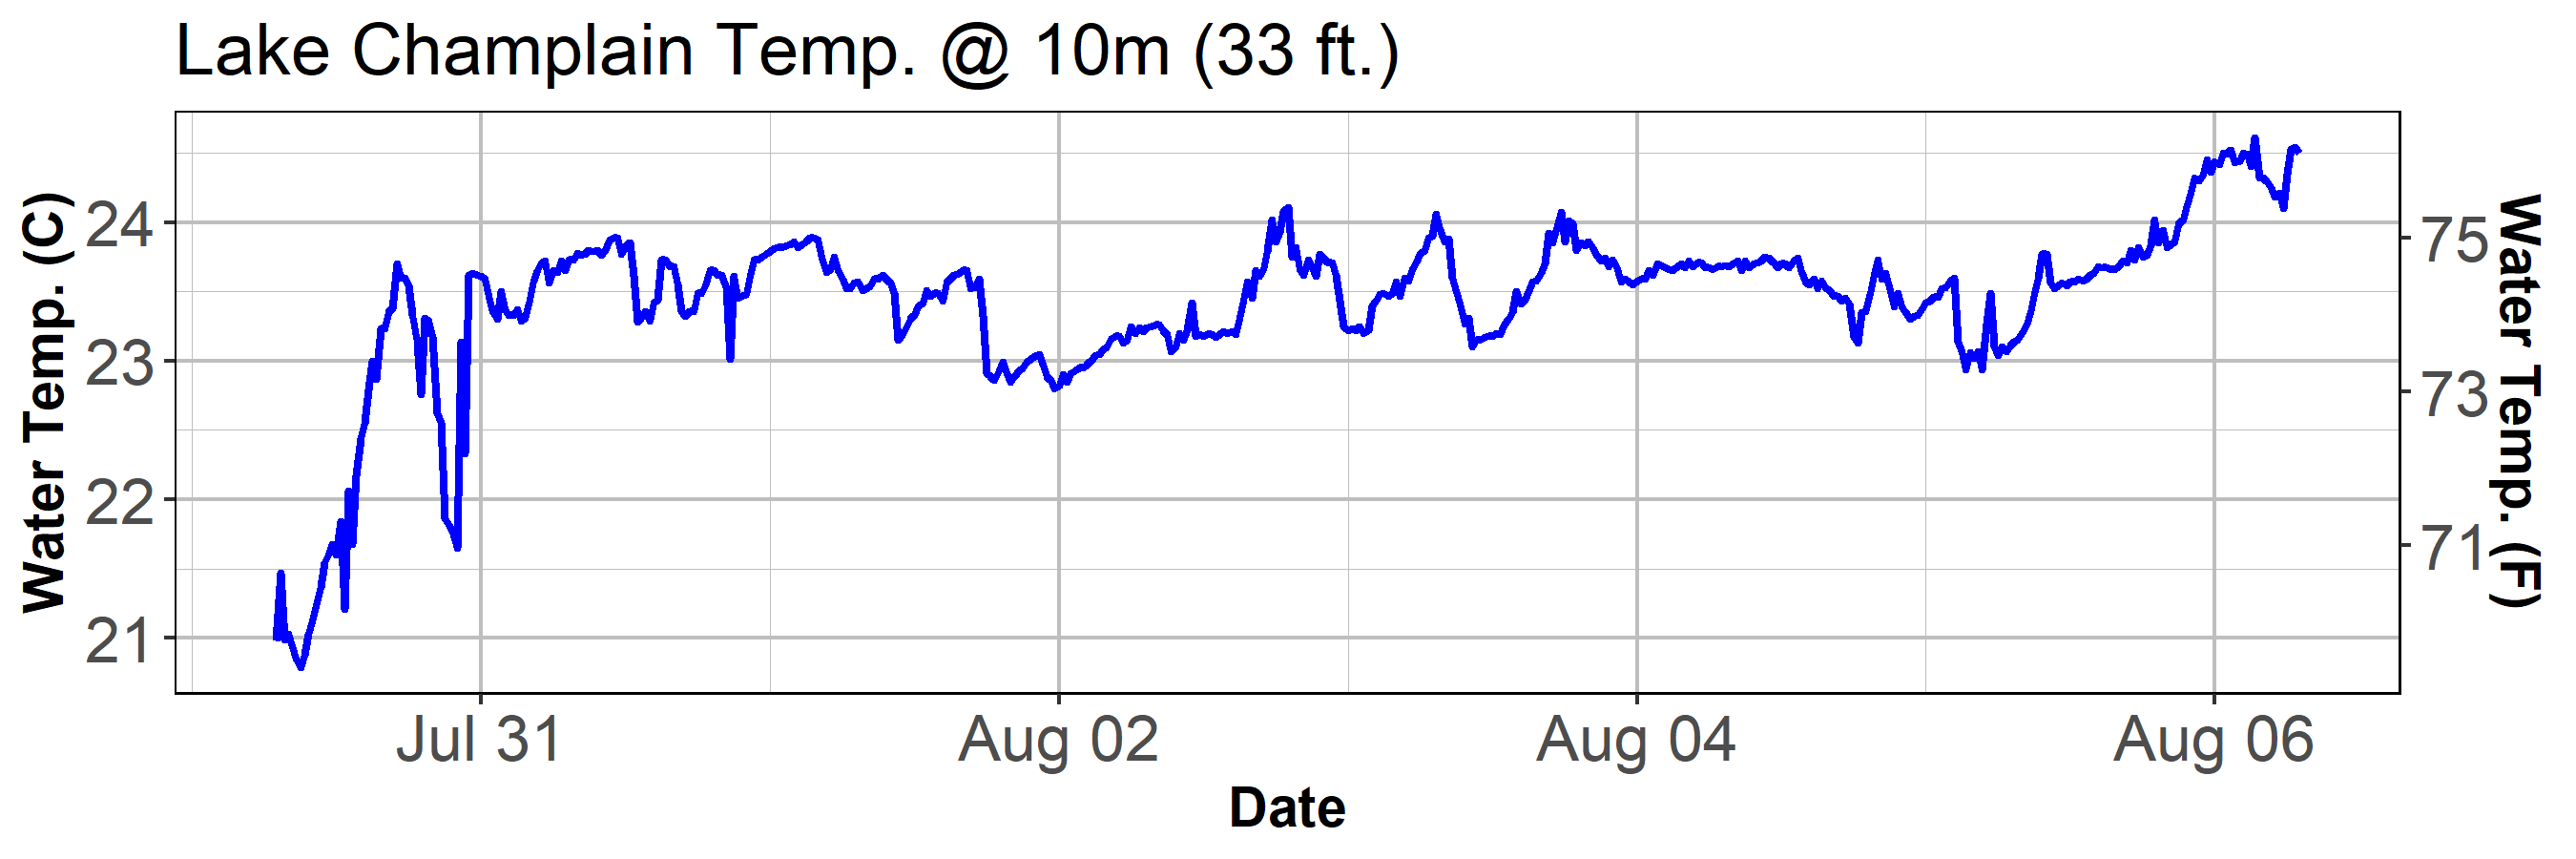 Lake Champlain Temp. @ 10m (33 ft.)
Water Temp. (C)
24
23
22
21
75
73
71
Water Temp. (F)
Jul 31
Aug 02
Aug 04
Aug 06
Date